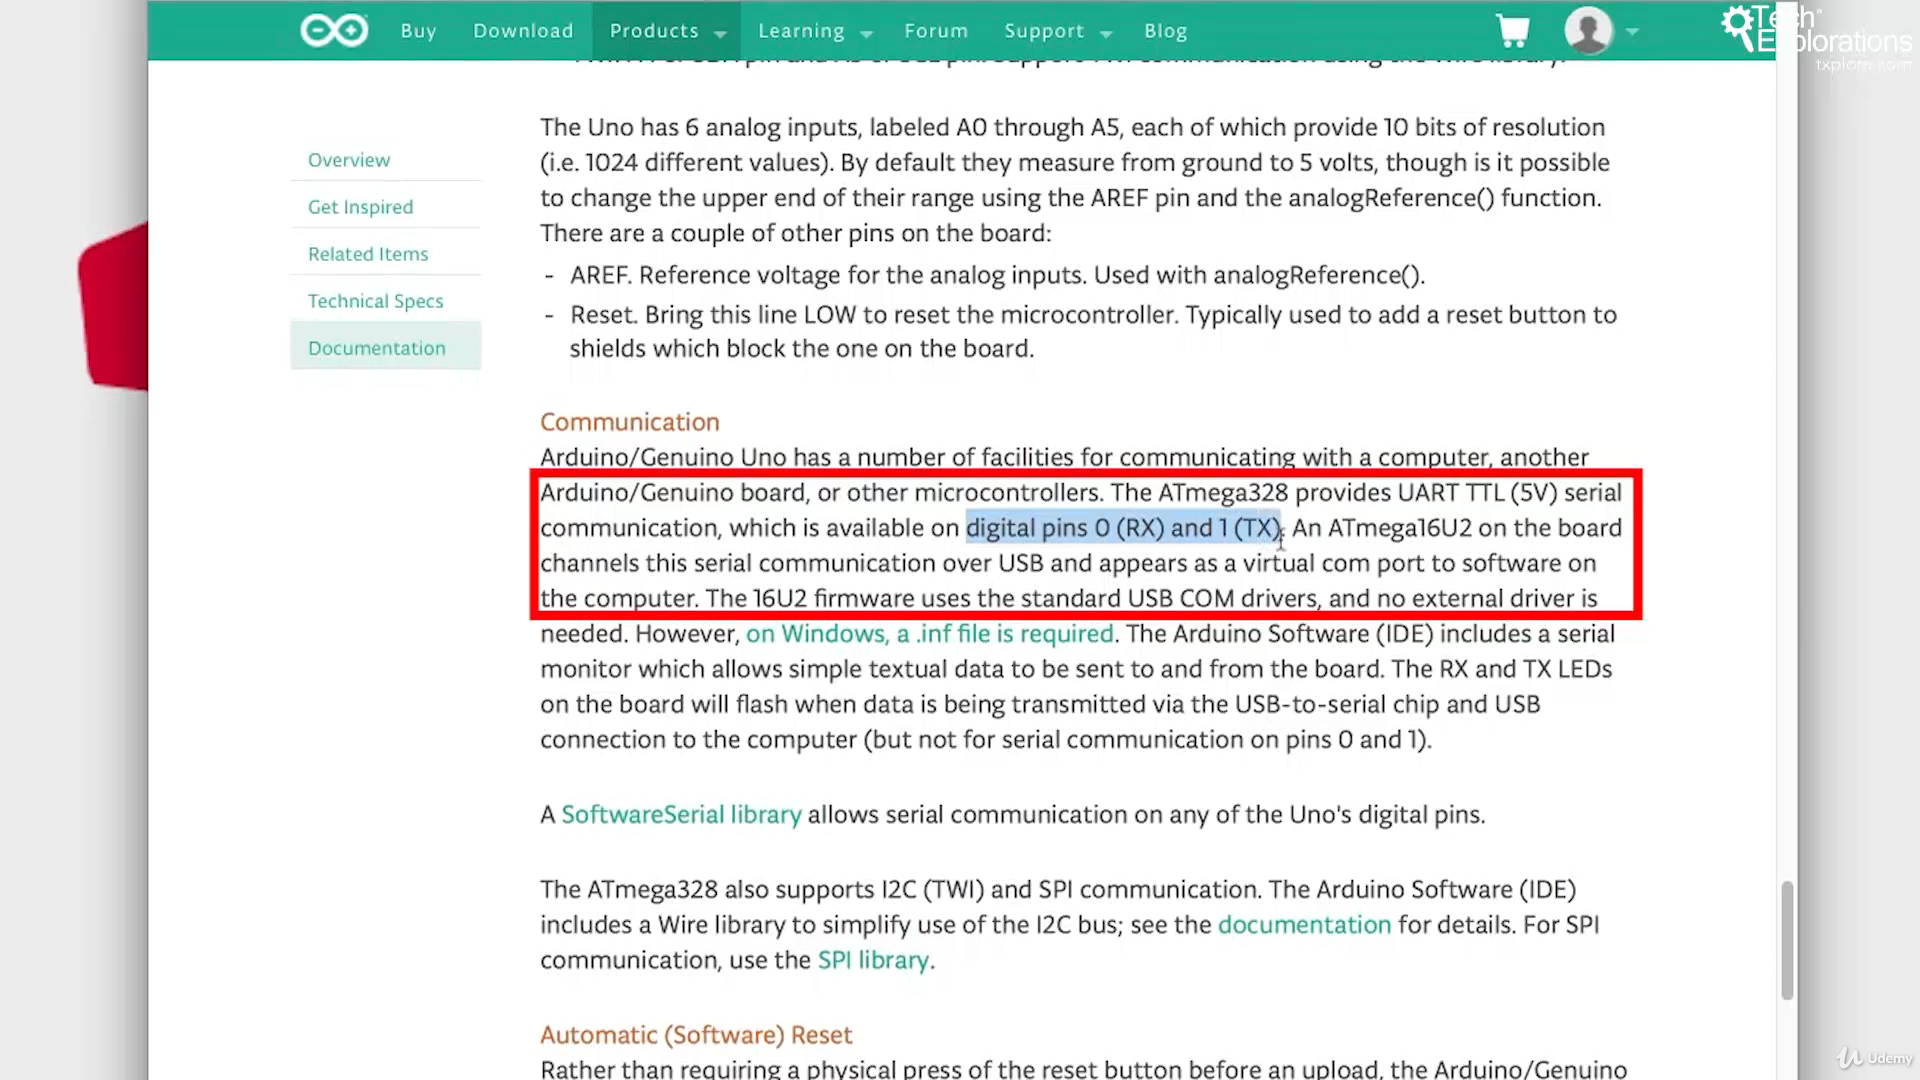 Buy Download Products Learning Forum Support Blog
Tech
Explorations
txplore.com
The Uno has 6 analog inputs, labeled A0 through A5, each of which provide 10 bits of resolution
(i.e. 1024 different values). By default they measure from ground to 5 volts, though is it possible
to change the upper end of their range using the AREF pin and the analogReference() function.
There are a couple of other pins on the board:
- AREF. Reference voltage for the analog inputs. Used with analogReference().
- Reset. Bring this line LOW to reset the microcontroller. Typically used to add a reset button to
shields which block the one on the board.
Overview
Get Inspired
Related Items
Technical Specs
Documentation
Communication
Arduino/Genuino Uno has a number of facilities for communicating with a computer, another
Arduino/Genuino board, or other microcontrollers. The ATmega328 provides UART TTL (5V) serial
communication, which is available on digital pins 0 (RX) and 1 (TX). An ATmega16U2 on the board
channels this serial communication over USB and appears as a virtual com port to software on
the computer. The 16U2 firmware uses the standard USB COM drivers, and no external driver is
needed. However, on Windows, a .inf file is required. The Arduino Software (IDE) includes a serial
monitor which allows simple textual data to be sent to and from the board. The RX and TX LEDs
on the board will flash when data is being transmitted via the USB-to-serial chip and USB
connection to the computer (but not for serial communication on pins 0 and 1).
A SoftwareSerial library allows serial communication on any of the Uno's digital pins.
The ATmega328 also supports I2C (TWI) and SPI communication. The Arduino Software (IDE)
includes a Wire library to simplify use of the I2C bus; see the documentation for details. For SPI
communication, use the SPI library.
Automatic (Software) Reset
Rather than requiring a physical press of the reset button before an upload, the Arduino/Genuino
Udemy